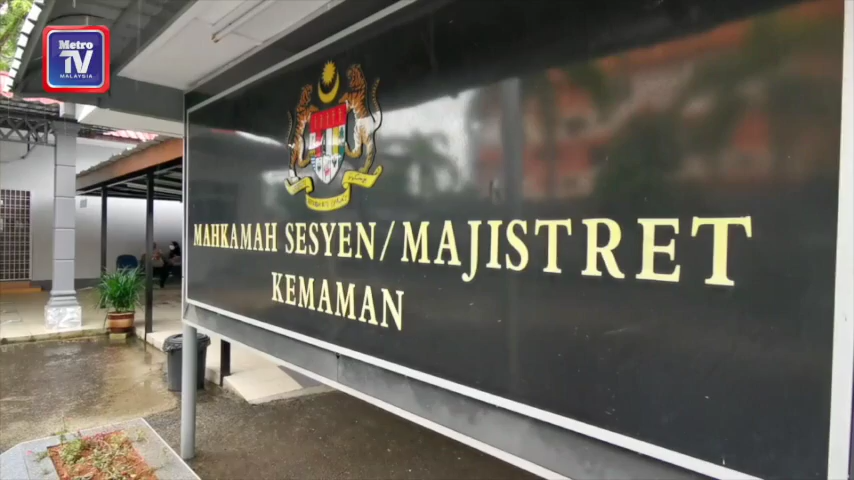 Metro
TV
MALAYSIA
MAHKAMAH SESYEN/MAJISTRET
KEMAMAN